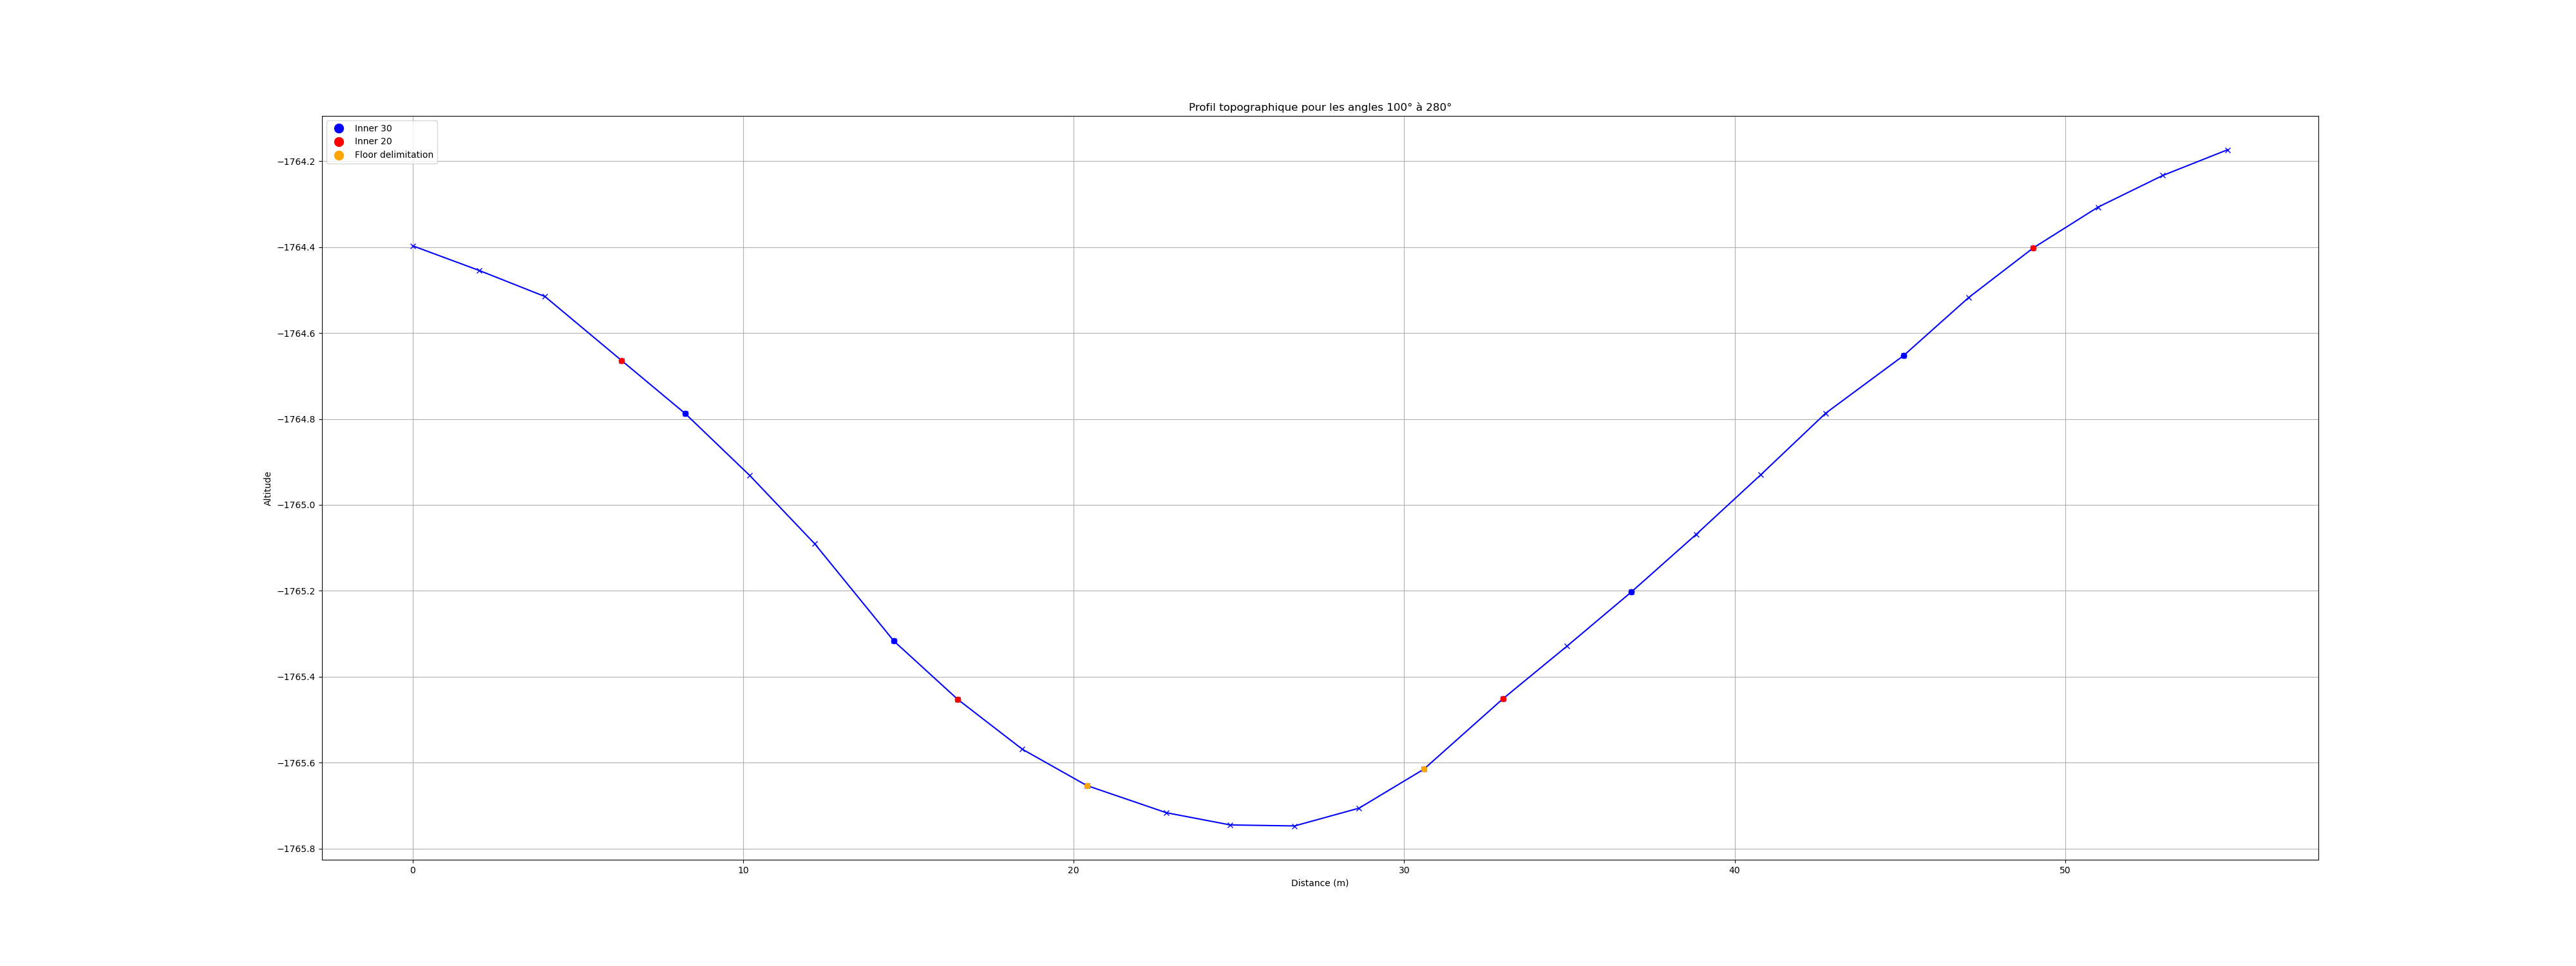 Profil topographique pour les angles 100° à 280°
Inner 30
Inner 20
Floor delimitation
−1764.2
−1764.4
−1764.6
−1764.8
−1765.0
−1765.2
−1765.4
−1765.6
−1765.8
Altitude
0 10 20 30 40 50
Distance (m)